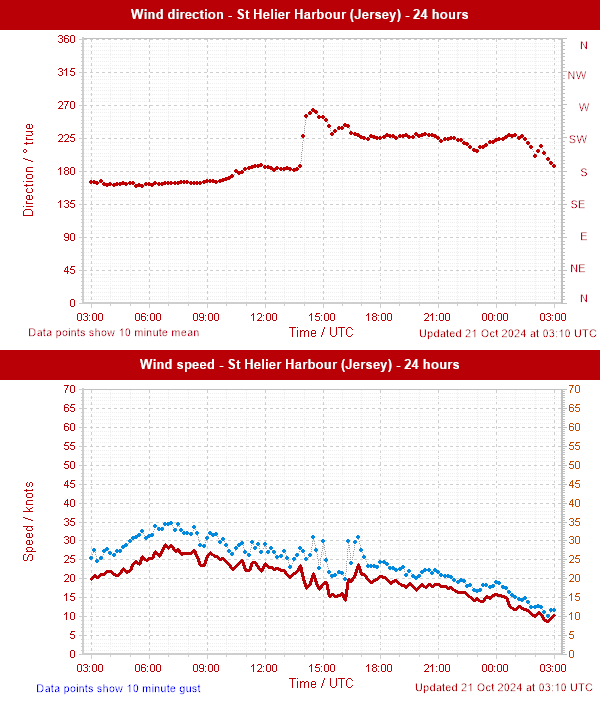 Wind direction - St Helier Harbour (Jersey) - 24 hours
Direction / ° true
360
315
270
225
180
135
90
45
0
N
NW
W
SW
S
SE
E
NE
N
03:00 06:00 09:00 12:00 15:00 18:00 21:00 00:00 03:00
Data points show 10 minute mean
Time / UTC
Updated 21 Oct 2024 at 03:10 UTC
Wind speed - St Helier Harbour (Jersey) - 24 hours
Speed / knots
70 70
65 65
60 60
55 55
50 50
45 45
40 40
35 35
30 30
25 25
20 20
15 15
10 10
5 5
0 0
03:00 06:00 09:00 12:00 15:00 18:00 21:00 00:00 03:00
Data points show 10 minute gust
Time / UTC
Updated 21 Oct 2024 at 03:10 UTC